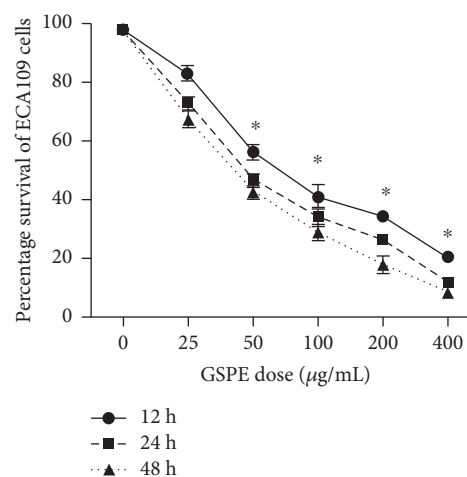 Percentage survival of ECA109 cells
100
80
60
40
20
0
* * * *
0 25 50 100 200 400
GSPE dose (μg/mL)
12 h
24 h
48 h